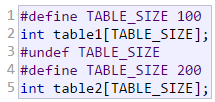 1 #define TABLE_SIZE 100
2 int table1[TABLE_SIZE];
3 #undef TABLE_SIZE
4 #define TABLE_SIZE 200
5 int table2[TABLE_SIZE];